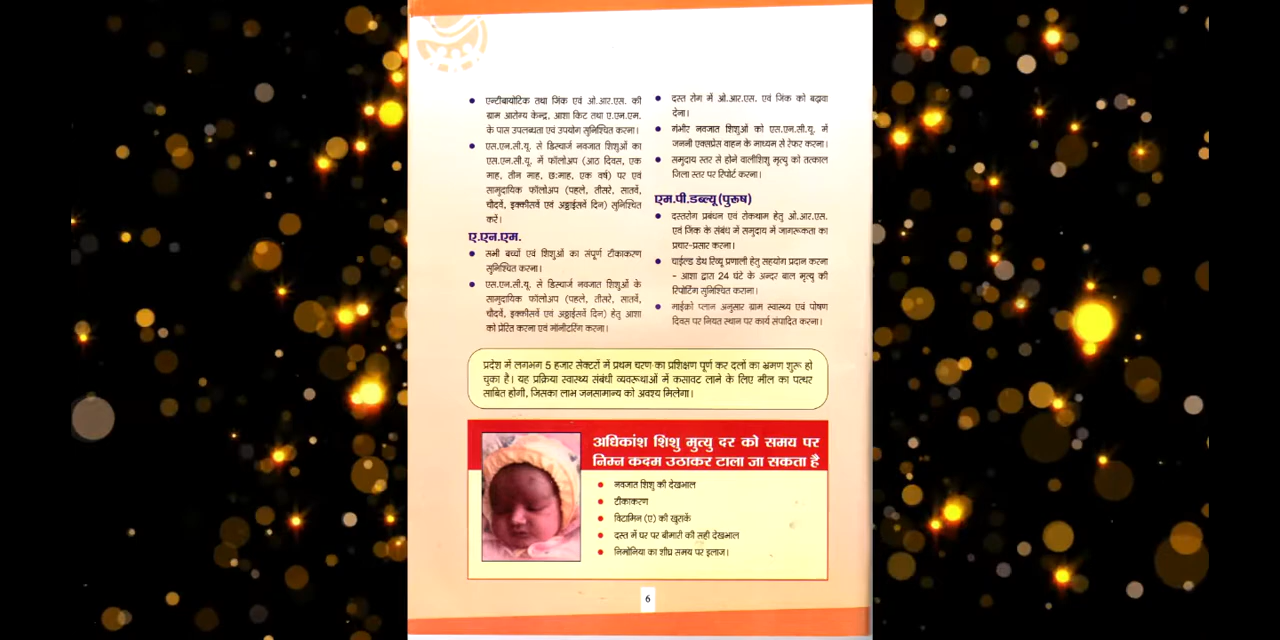 • एन्टीबायोटिक तथा जिंक एवं ओ.आर.एस. की
ग्राम आरोग्य केन्द्र, आशा किट तथा ए.एन.एम.
के पास उपलब्धता एवं उपयोग सुनिश्चित करना।
• एस.एन.सी.यू. से डिस्चार्ज नवजात शिशुओं का
एस.एन.सी.यू. में फॉलोअप (आठ दिवस, एक
माह, तीन माह, छ:माह, एक वर्ष) पर एवं
सामुदायिक फॉलोअप (पहले, तीसरे, सातवें,
चौदवें, इक्कीसवें एवं अठ्ठाईसवें दिन) सुनिश्चित
करें।
ए.एन.एम.
• सभी बच्चों एवं शिशुओं का संपूर्ण टीकाकरण
सुनिश्चित करना।
• एस.एन.सी.यू. से डिस्चार्ज नवजात शिशुओं के
सामुदायिक फॉलोअप (पहले, तीसरे, सातवें,
चौदवें, इक्कीसवें एवं अठ्ठाईसवें दिन) हेतु आशा
को प्रेरित करना एवं मॉनीटरिंग करना।
• दस्त रोग में ओ.आर.एस. एवं जिंक को बढ़ावा
देना।
• गंभीर नवजात शिशुओं को एस.एन.सी.यू. में
जननी एक्सप्रेस वाहन के माध्यम से रेफर करना।
• समुदाय स्तर से होने वालीशिशु मृत्यु को तत्काल
जिला स्तर पर रिपोर्ट करना।
एम.पी.डब्ल्यू (पुरूष)
• दस्तरोग प्रबंधन एवं रोकथाम हेतु ओ.आर.एस.
एवं जिंक के संबंध में समुदाय में जागरूकता का
प्रचार-प्रसार करना।
• चाईल्ड डेथ रिव्यू प्रणाली हेतु सहयोग प्रदान करना
- आशा द्वारा 24 घंटे के अन्दर बाल मृत्यु की
रिपोर्टिंग सुनिश्चित कराना।
• माईक्रो प्लान अनुसार ग्राम स्वास्थ्य एवं पोषण
दिवस पर नियत स्थान पर कार्य संपादित करना।
प्रदेश में लगभग 5 हजार सेक्टरों में प्रथम चरण का प्रशिक्षण पूर्ण कर दलों का भ्रमण शुरू हो
चुका है। यह प्रक्रिया स्वास्थ्य संबंधी व्यवस्थाओं में कसावट लाने के लिए मील का पत्थर
साबित होगी, जिसका लाभ जनसामान्य को अवश्य मिलेगा।
अधिकांश शिशु मुत्यु दर को समय पर
निम्न कदम उठाकर टाला जा सकता है
• नवजात शिशु की देखभाल
• टीकाकरण
• विटामिन (ए) की खुराकें
• दस्त में घर पर बीमारी की सही देखभाल
• निमोनिया का शीघ्र समय पर इलाज।
6